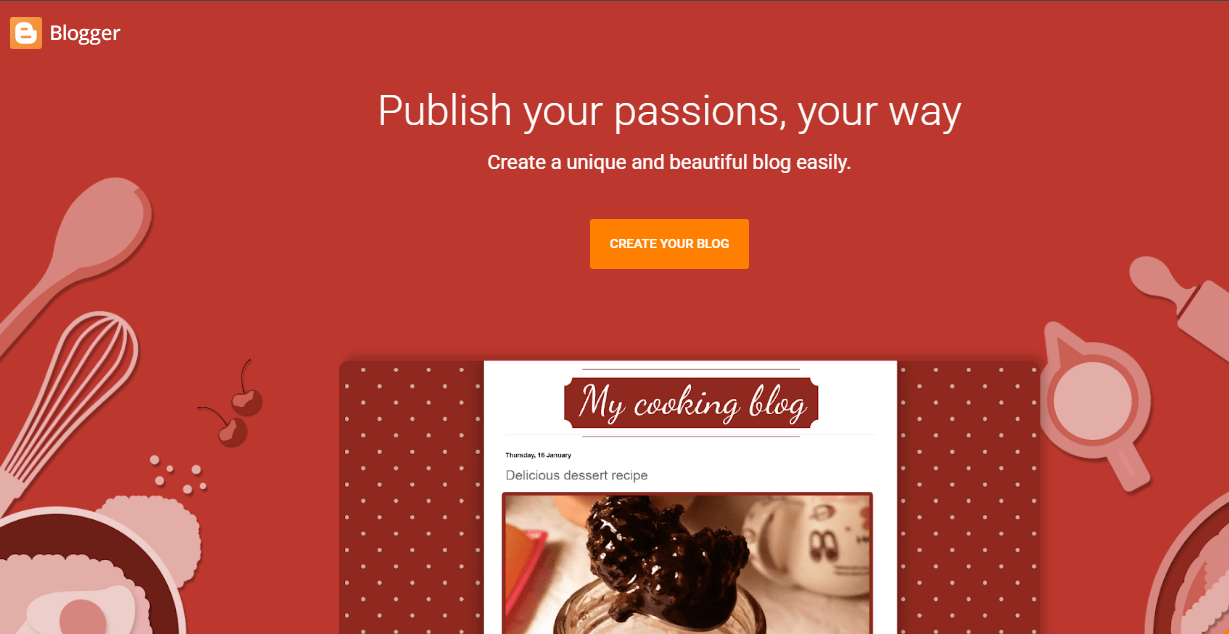 Blogger
Publish your passions, your way
Create a unique and beautiful blog easily.
CREATE YOUR BLOG
My cooking blog
Thursday, 16 January
Delicious dessert recipe